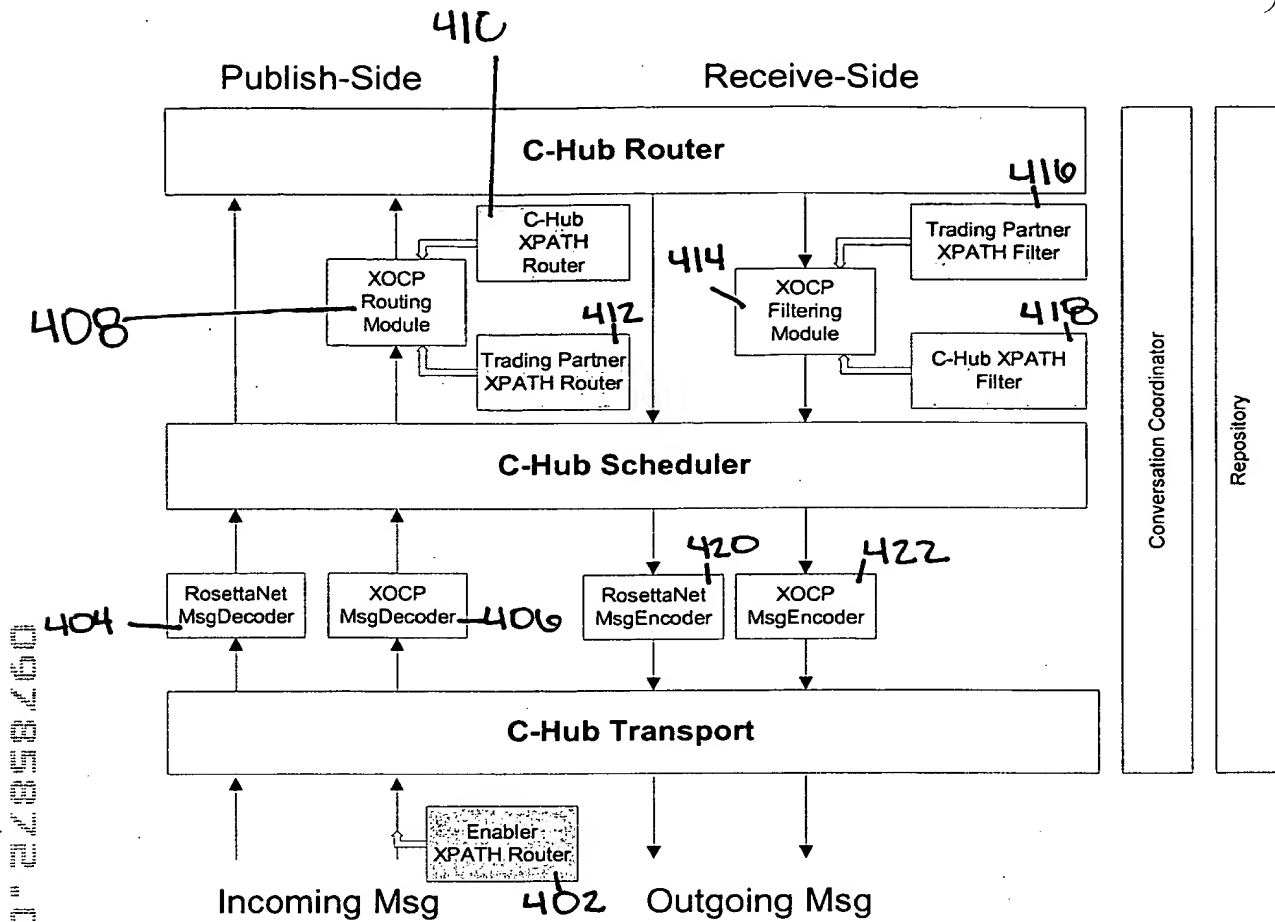 410
Publish-Side
Receive-Side
C-Hub Router
416
C-Hub
XPATH
Router
Trading Partner
XPATH Filter
414
XOCP
Routing
Module
XOCP
Filtering
Module
408
412
418
Trading Partner
XPATH Router
C-Hub XPATH
Filter
C-Hub Scheduler
Conversation Coordinator
Repository
420
422
RosettaNet
MsgDecoder
XOCP
MsgDecoder
RosettaNet
MsgEncoder
XOCP
MsgEncoder
404
406
C-Hub Transport
Enabler
XPATH Router
Incoming Msg
402
Outgoing Msg